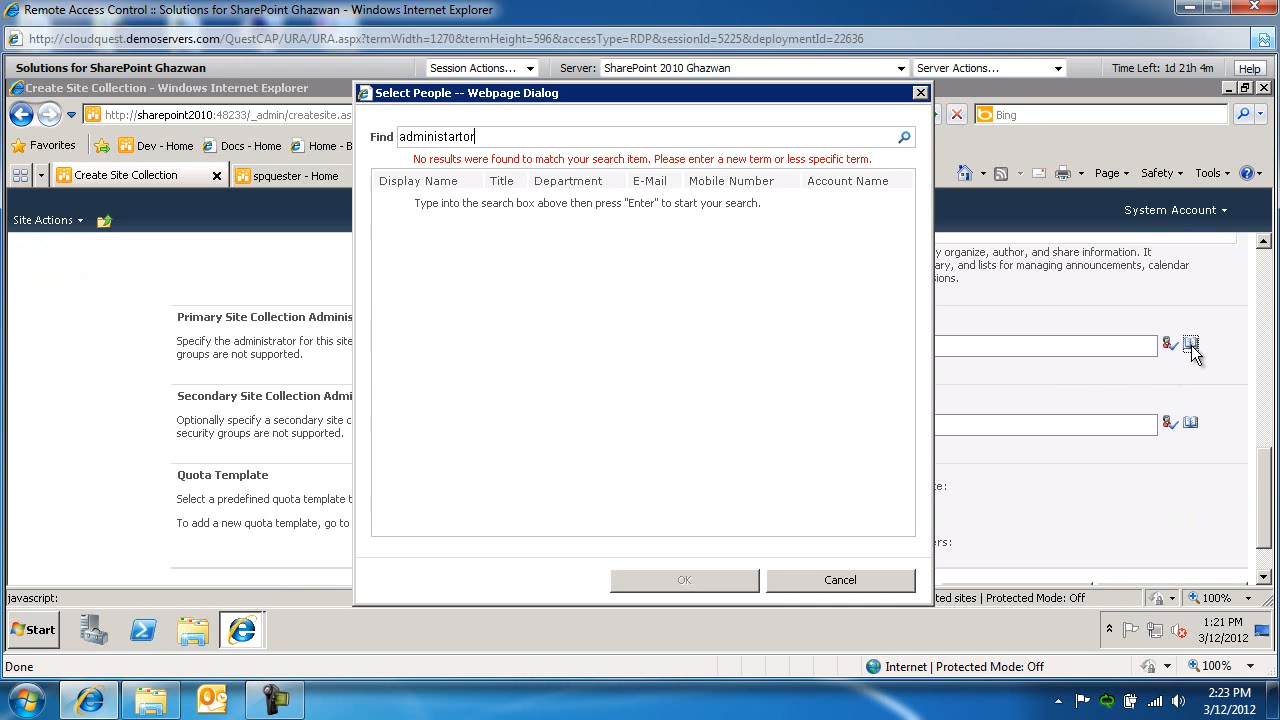 Remote Access Control :: Solutions for SharePoint Ghazwan - Windows Internet Explorer
http://cloudquest.demoservers.com/QuestCAP/URA/URA.aspx?termWidth=1270&termHeight=596&accessType=RDP&sessionId=5225&deploymentId=22636
Solutions for SharePoint Ghazwan Session Actions... Server: SharePoint 2010 Ghazwan Server Actions... Time Left: 1d 21h 4m Help
Create Site Collection - Windows Internet Explorer
Select People -- Webpage Dialog
http://sharepoint2010:48233/_admin/createsite.as
Bing
Find administartor
No results were found to match your search item. Please enter a new term or less specific term.
Favorites Dev - Home Docs - Home Home - B
Create Site Collection spquester - Home
Page Safety Tools
Display Name Title Department E-Mail Mobile Number Account Name
Type into the search box above then press "Enter" to start your search.
Site Actions
System Account
y organize, author, and share information. It
ary, and lists for managing announcements, calendar
sions.
Primary Site Collection Adminis
Specify the administrator for this site
groups are not supported.
Secondary Site Collection Admi
Optionally specify a secondary site c
security groups are not supported.
Quota Template
Select a predefined quota template t
te:
To add a new quota template, go to
ers:
OK Cancel
javascript:
ted sites | Protected Mode: Off 100%
Start
1:21 PM
3/12/2012
Done
Internet | Protected Mode: Off 100%
2:23 PM
3/12/2012